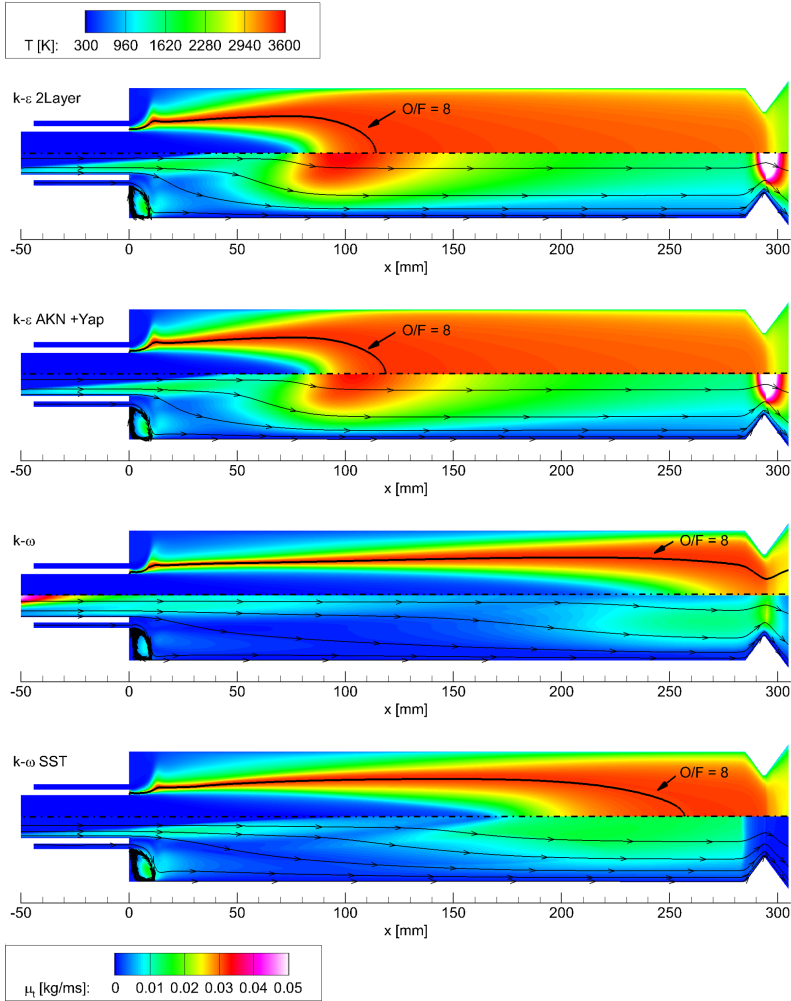 T [K]: 300 960 1620 2280 2940 3600
k-ε 2Layer
O/F = 8
-50 0 50 100 150 200 250 300
x [mm]
k-ε AKN +Yap
O/F = 8
-50 0 50 100 150 200 250 300
x [mm]
k-ω
O/F = 8
-50 0 50 100 150 200 250 300
x [mm]
k-ω SST
O/F = 8
-50 0 50 100 150 200 250 300
x [mm]
μt [kg/ms]: 0 0.01 0.02 0.03 0.04 0.05